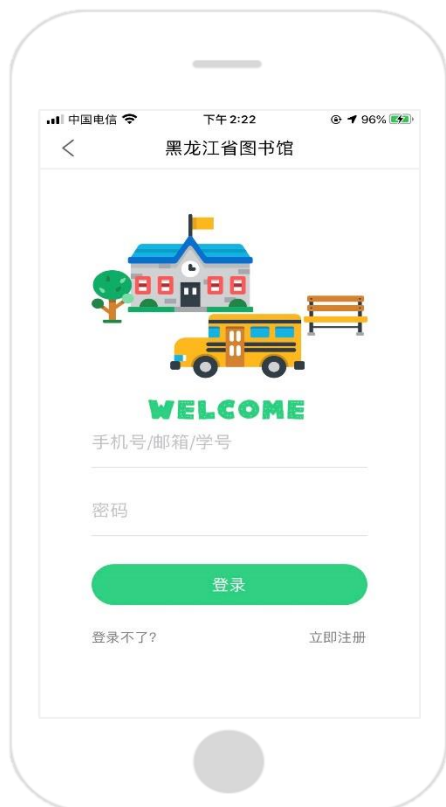 中国电信 下午 2:22 96%
黑龙江省图书馆
WELCOME
手机号/邮箱/学号
密码
登录
登录不了? 立即注册